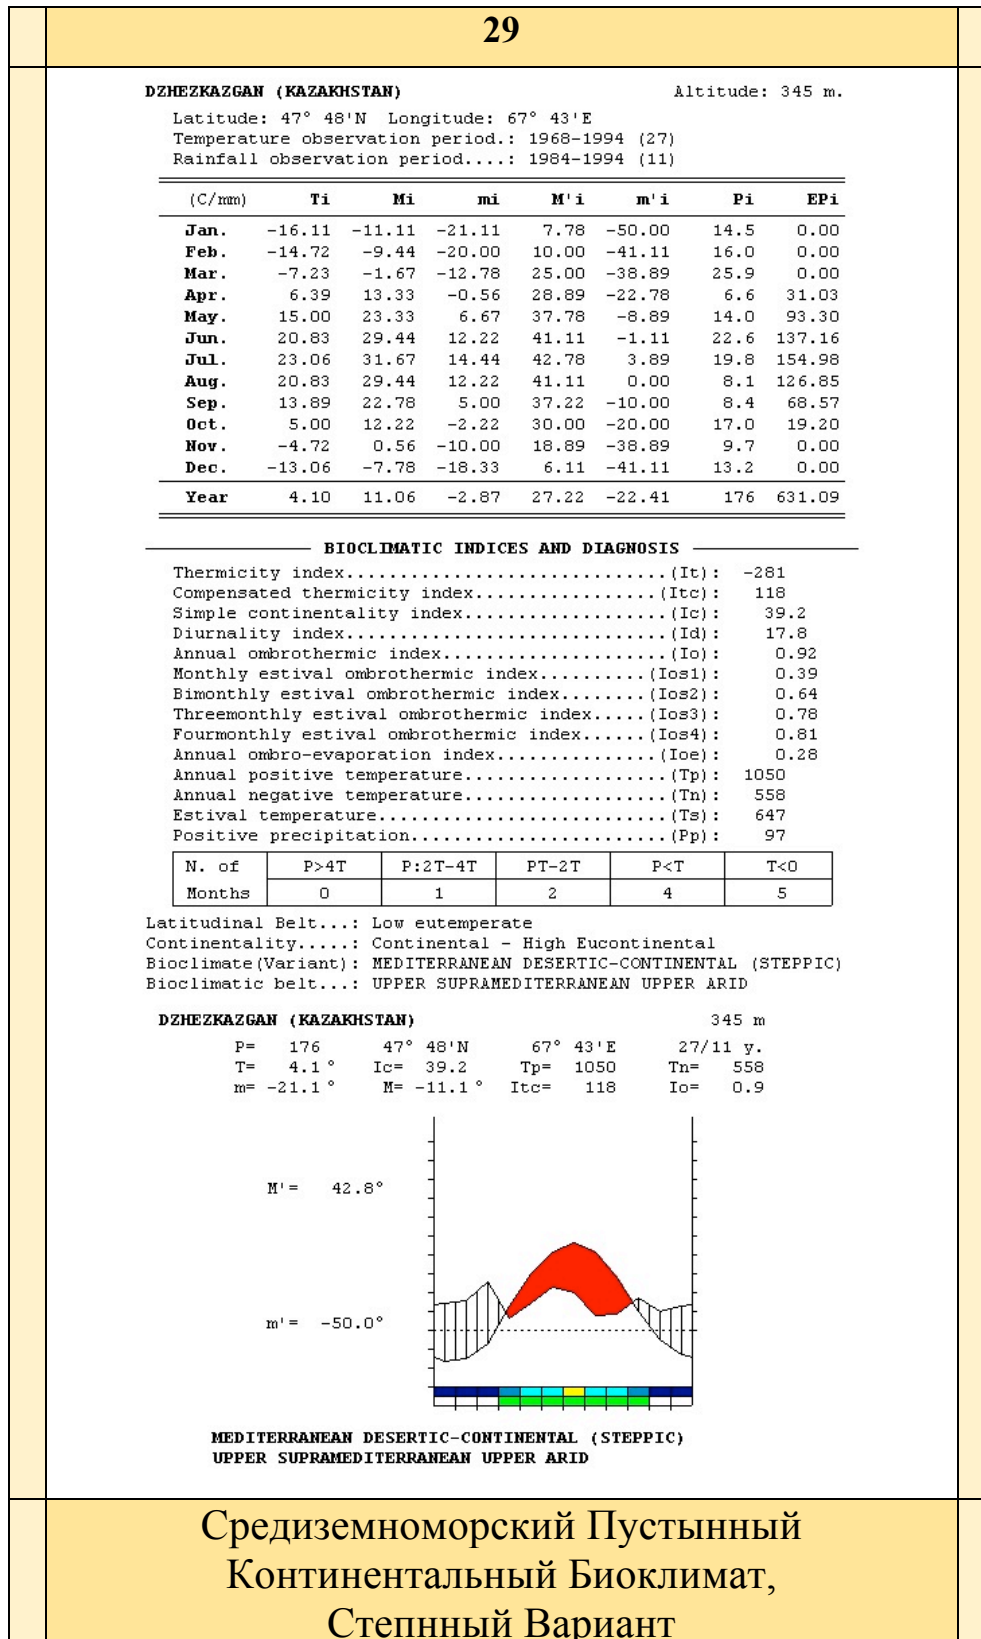 29
DZHEZKAZGAN (KAZAKHSTAN) Altitude: 345 m.
Latitude: 47° 48'N Longitude: 67° 43'E
Temperature observation period.: 1968-1994 (27)
Rainfall observation period....: 1984-1994 (11)
(C/mm) Ti Mi mi M'i m'i Pi EPi
Jan. -16.11 -11.11 -21.11 7.78 -50.00 14.5 0.00
Feb. -14.72 -9.44 -20.00 10.00 -41.11 16.0 0.00
Mar. -7.23 -1.67 -12.78 25.00 -38.89 25.9 0.00
Apr. 6.39 13.33 -0.56 28.89 -22.78 6.6 31.03
May. 15.00 23.33 6.67 37.78 -8.89 14.0 93.30
Jun. 20.83 29.44 12.22 41.11 -1.11 22.6 137.16
Jul. 23.06 31.67 14.44 42.78 3.89 19.8 154.98
Aug. 20.83 29.44 12.22 41.11 0.00 8.1 126.85
Sep. 13.89 22.78 5.00 37.22 -10.00 8.4 68.57
Oct. 5.00 12.22 -2.22 30.00 -20.00 17.0 19.20
Nov. -4.72 0.56 -10.00 18.89 -38.89 9.7 0.00
Dec. -13.06 -7.78 -18.33 6.11 -41.11 13.2 0.00
Year 4.10 11.06 -2.87 27.22 -22.41 176 631.09
BIOCLIMATIC INDICES AND DIAGNOSIS
Thermicity index..............................(It): -281
Compensated thermicity index.................(Itc): 118
Simple continentality index...................(Ic): 39.2
Diurnality index..............................(Id): 17.8
Annual ombrothermic index.....................(Io): 0.92
Monthly estival ombrothermic index..........(Ios1): 0.39
Bimonthly estival ombrothermic index........(Ios2): 0.64
Threemonthly estival ombrothermic index.....(Ios3): 0.78
Fourmonthly estival ombrothermic index......(Ios4): 0.81
Annual ombro-evaporation index...............(Ioe): 0.28
Annual positive temperature...................(Tp): 1050
Annual negative temperature...................(Tn): 558
Estival temperature...........................(Ts): 647
Positive precipitation........................(Pp): 97
N. of P>4T P:2T-4T PT-2T P<T T<0
Months 0 1 2 4 5
Latitudinal Belt...: Low eutemperate
Continentality.....: Continental - High Eucontinental
Bioclimate(Variant): MEDITERRANEAN DESERTIC-CONTINENTAL (STEPPIC)
Bioclimatic belt...: UPPER SUPRAMEDITERRANEAN UPPER ARID
DZHEZKAZGAN (KAZAKHSTAN) 345 m
P= 176 47° 48'N 67° 43'E 27/11 y.
T= 4.1° Ic= 39.2 Tp= 1050 Tn= 558
m= -21.1° M= -11.1° Itc= 118 Io= 0.9
M'= 42.8°
m'= -50.0°
MEDITERRANEAN DESERTIC-CONTINENTAL (STEPPIC)
UPPER SUPRAMEDITERRANEAN UPPER ARID
Средиземноморский Пустынный
Континентальный Биоклимат,
Степнный Вариант